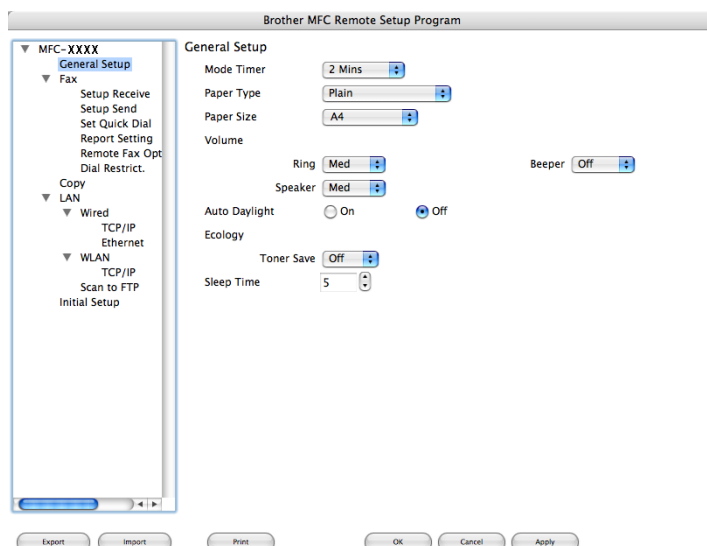 Brother MFC Remote Setup Program
MFC-XXXX
General Setup
Fax
Setup Receive
Setup Send
Set Quick Dial
Report Setting
Remote Fax Opt
Dial Restrict.
Copy
LAN
Wired
TCP/IP
Ethernet
WLAN
TCP/IP
Scan to FTP
Initial Setup
General Setup
Mode Timer 2 Mins
Paper Type Plain
Paper Size A4
Volume
Ring Med Beeper Off
Speaker Med
Auto Daylight On Off
Ecology
Toner Save Off
Sleep Time 5
Export Import Print OK Cancel Apply